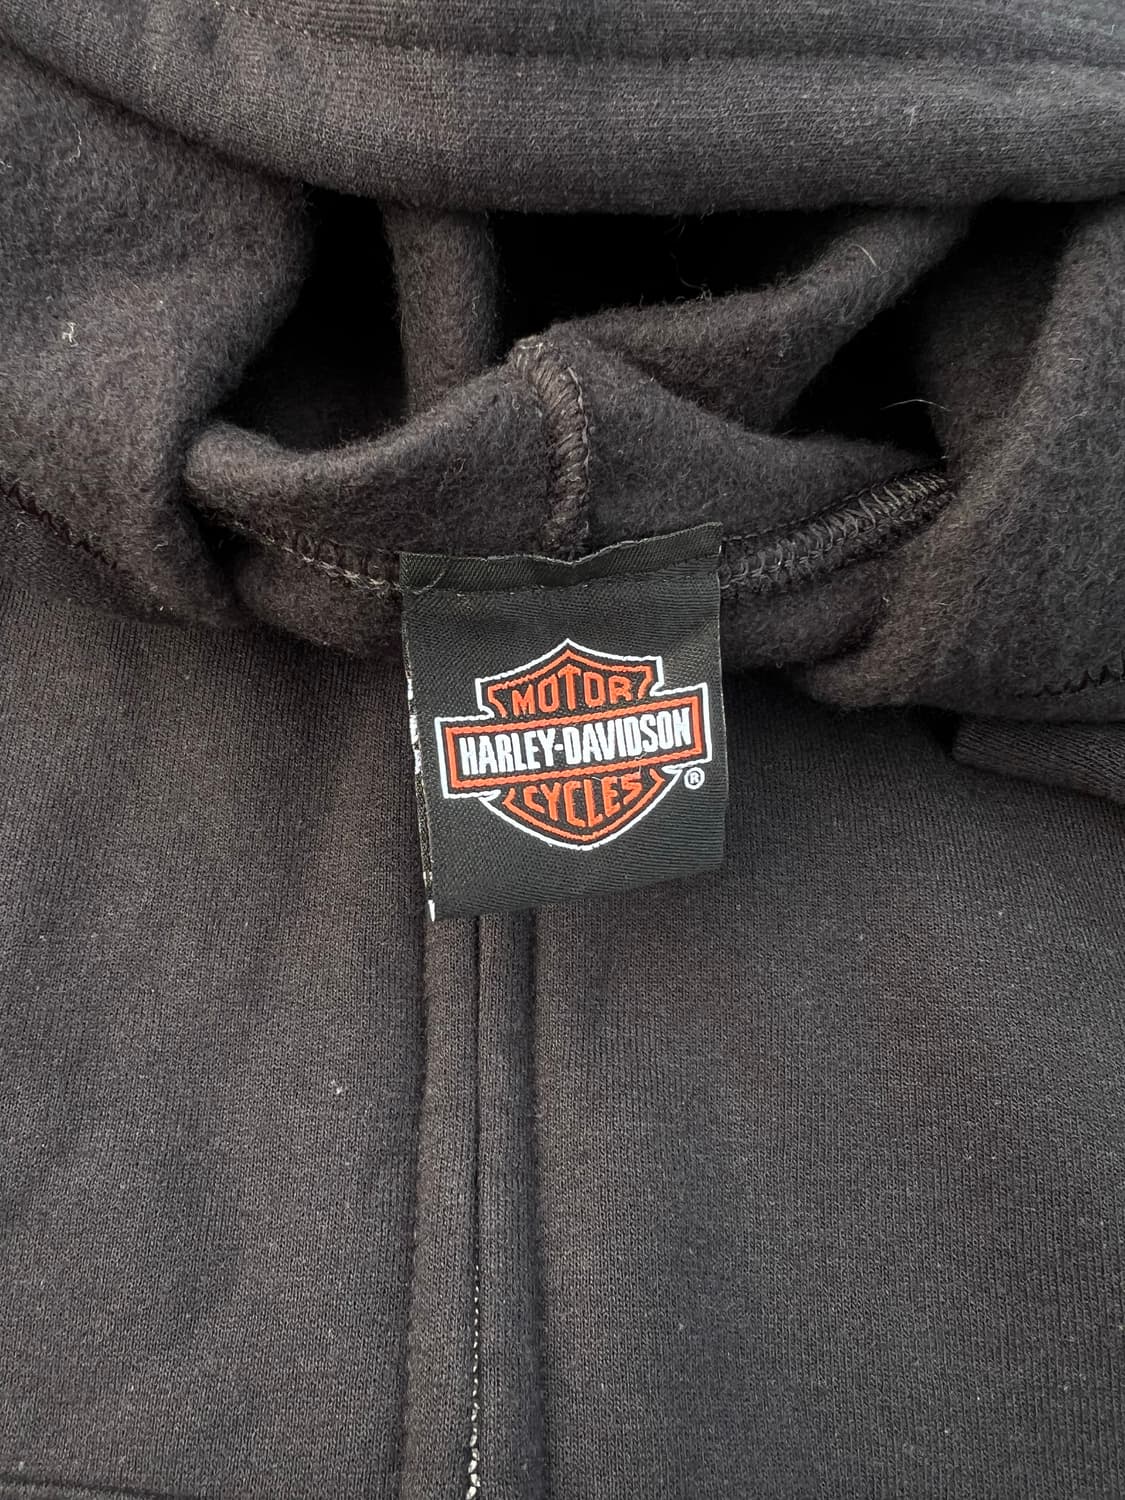 MOTOR
HARLEY-DAVIDSON
®
CYCLES